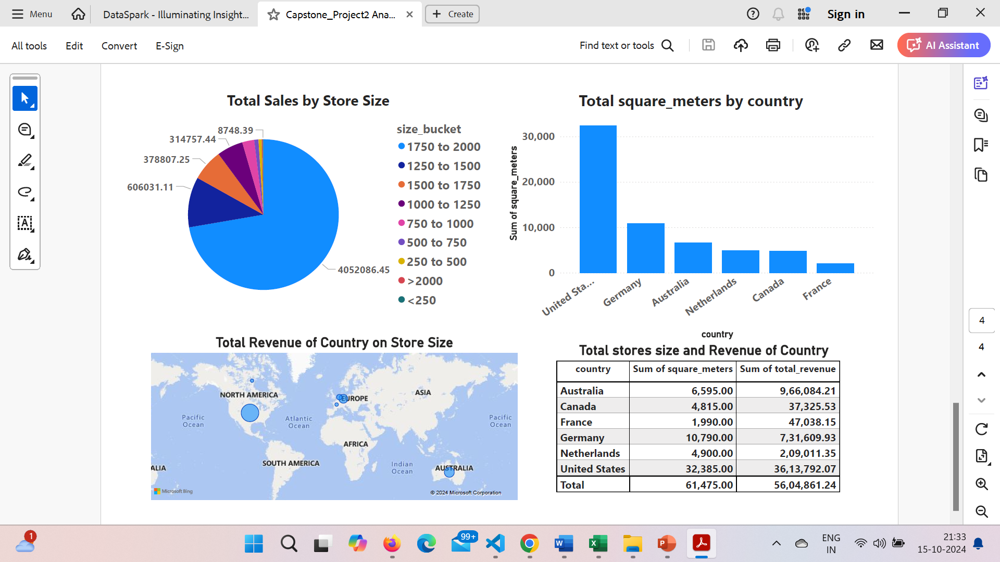 Menu
DataSpark - Illuminating Insight...
Capstone_Project2 Ana...
Create
Sign in
All tools
Edit
Convert
E-Sign
Find text or tools
AI Assistant
Total Sales by Store Size
8748.39
314757.44
378807.25
606031.11
4052086.45
size_bucket
1750 to 2000
1250 to 1500
1500 to 1750
1000 to 1250
750 to 1000
500 to 750
250 to 500
>2000
<250
Total square_meters by country
Sum of square_meters
30,000
20,000
10,000
0
United Sta...
Germany
Australia
Netherlands
Canada
France
country
Total Revenue of Country on Store Size
NORTH AMERICA
EUROPE
ASIA
Pacific
Ocean
Atlantic
Ocean
Pacific
Ocean
AFRICA
SOUTH AMERICA
Indian
Ocean
AUSTRALIA
ALIA
Microsoft Bing
© 2024 Microsoft Corporation
Total stores size and Revenue of Country
country Sum of square_meters Sum of total_revenue
Australia 6,595.00 9,66,084.21
Canada 4,815.00 37,325.53
France 1,990.00 47,038.15
Germany 10,790.00 7,31,609.93
Netherlands 4,900.00 2,09,011.35
United States 32,385.00 36,13,792.07
Total 61,475.00 56,04,861.24
4
4
1
99+
ENG
IN
21:33
15-10-2024